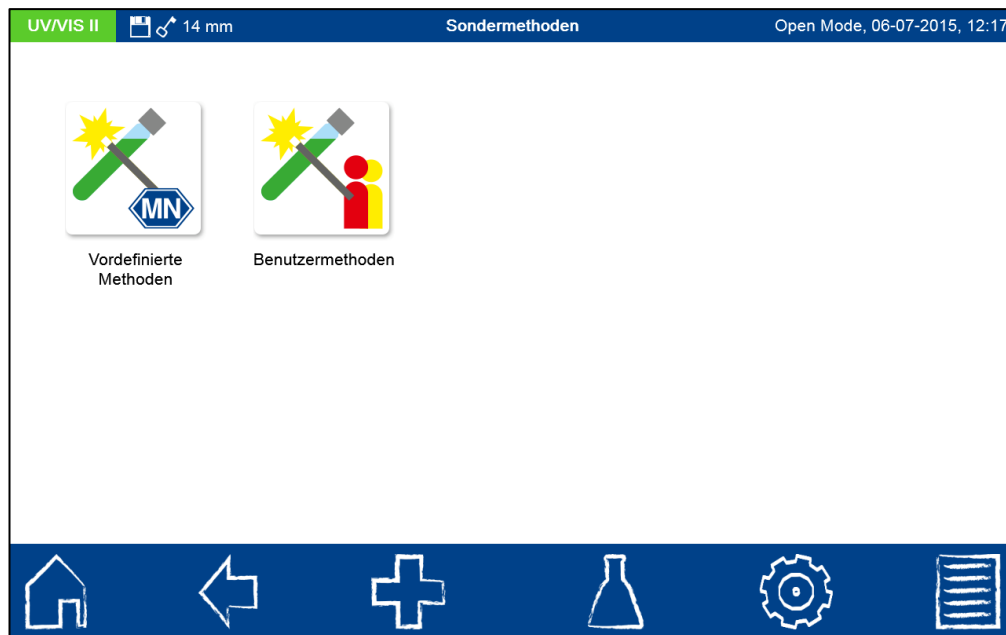 UV/VIS II
14 mm
Sondermethoden
Open Mode, 06-07-2015, 12:17
MN
Vordefinierte
Methoden
Benutzermethoden